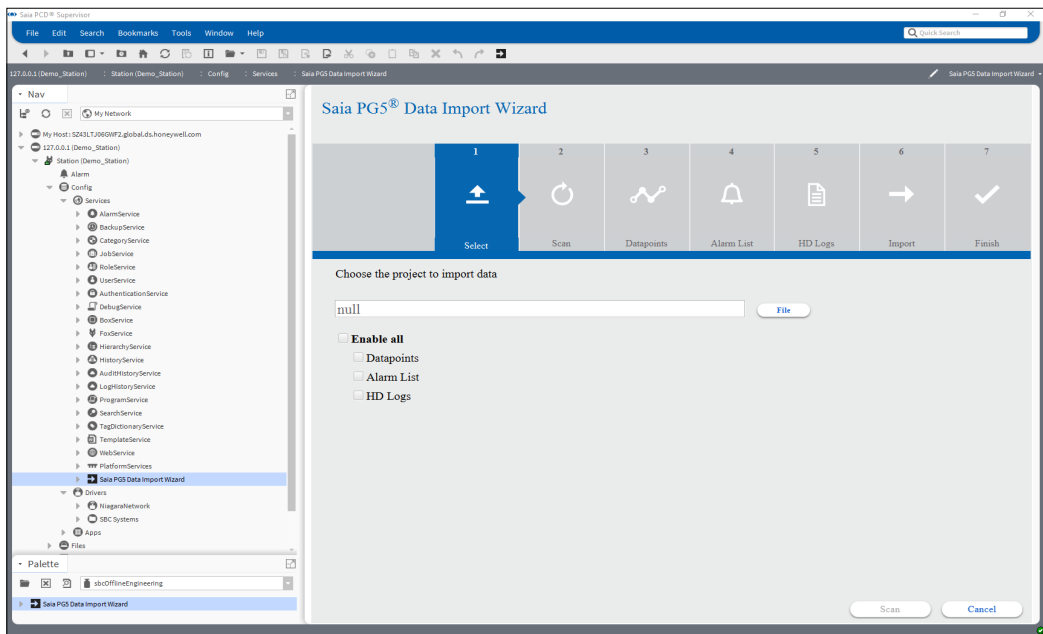 Saia PCD® Supervisor
File Edit Search Bookmarks Tools Window Help
Quick Search
127.0.0.1 (Demo_Station) : Station (Demo_Station) : Config : Services : Saia PG5 Data Import Wizard
Saia PG5 Data Import Wizard
Nav
My Network
My Host : SZ43LTJ06GWF2.global.ds.honeywell.com
127.0.0.1 (Demo_Station)
Station (Demo_Station)
Alarm
Config
Services
AlarmService
BackupService
CategoryService
JobService
RoleService
UserService
AuthenticationService
DebugService
BoxService
FoxService
HierarchyService
HistoryService
AuditHistoryService
LogHistoryService
ProgramService
SearchService
TagDictionaryService
TemplateService
WebService
PlatformServices
Saia PG5 Data Import Wizard
Drivers
NiagaraNetwork
SBC Systems
Apps
Files
Palette
sbcOfflineEngineering
Saia PG5 Data Import Wizard
Saia PG5® Data Import Wizard
1 2 3 4 5 6 7
Select Scan Datapoints Alarm List HD Logs Import Finish
Choose the project to import data
null
File
Enable all
Datapoints
Alarm List
HD Logs
Scan Cancel